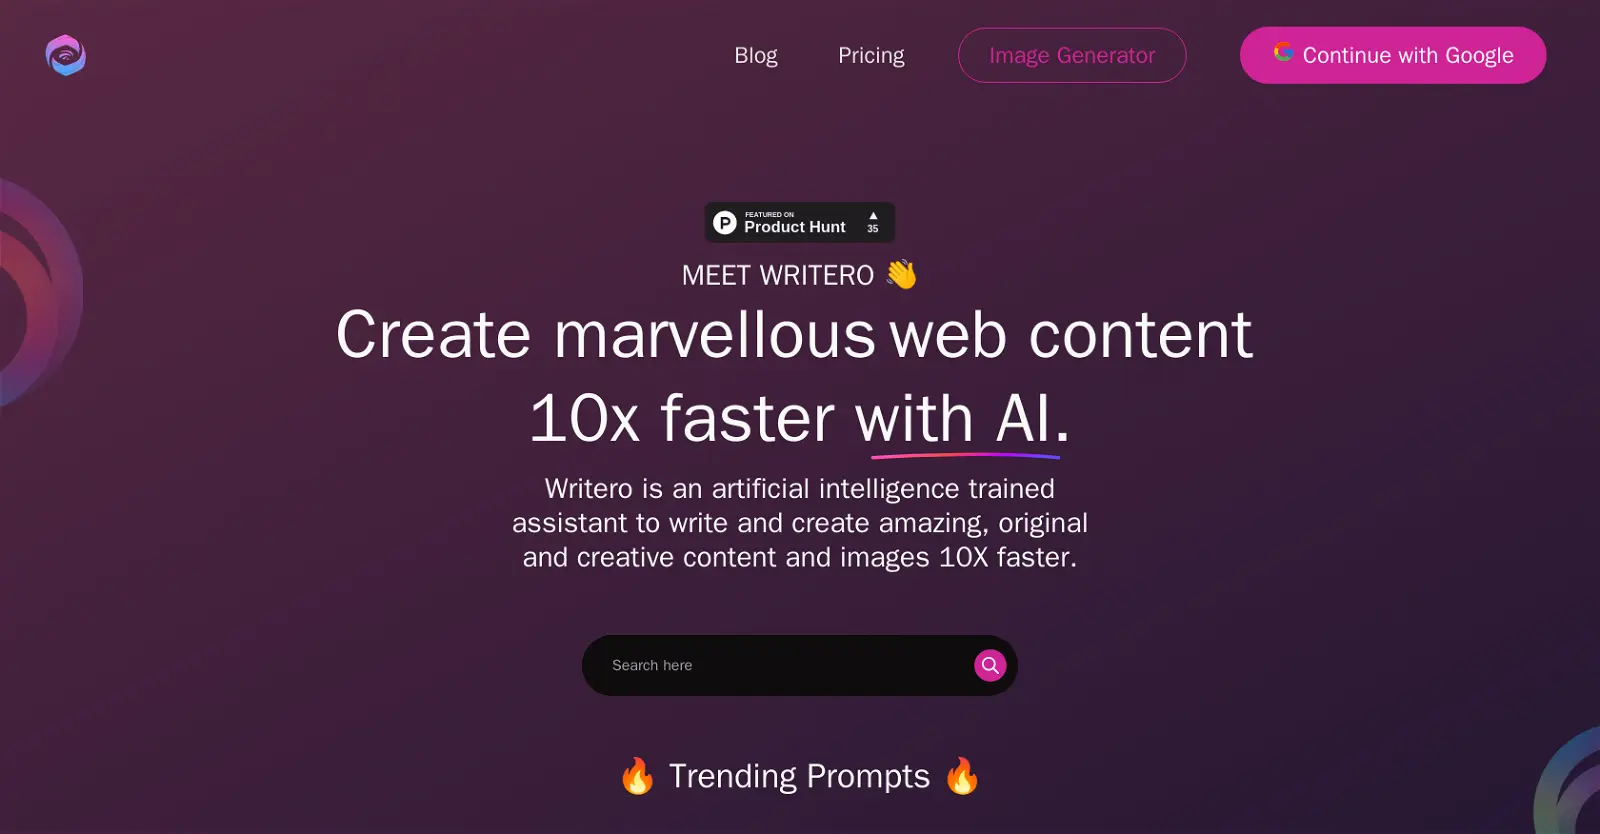 Blog
Pricing
Image Generator
Continue with Google
FEATURED ON
Product Hunt
35
MEET WRITERO 👋
Create marvellous web content
10x faster with AI.
Writero is an artificial intelligence trained
assistant to write and create amazing, original
and creative content and images 10X faster.
Search here
🔥 Trending Prompts 🔥